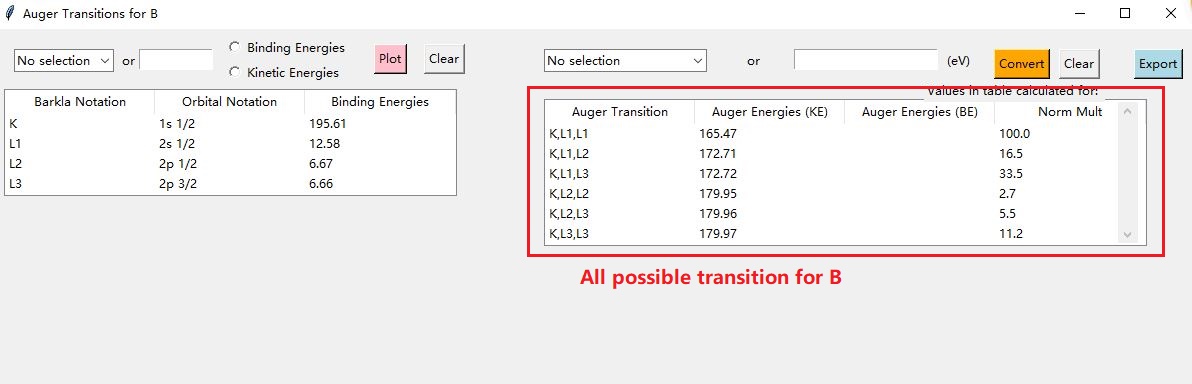 Auger Transitions for B
No selection or Binding Energies Plot Clear No selection or (eV) Convert Clear Export
Kinetic Energies
Values in table calculated for:
Barkla Notation Orbital Notation Binding Energies
K 1s 1/2 195.61
L1 2s 1/2 12.58
L2 2p 1/2 6.67
L3 2p 3/2 6.66
Auger Transition Auger Energies (KE) Auger Energies (BE) Norm Mult
K,L1,L1 165.47 100.0
K,L1,L2 172.71 16.5
K,L1,L3 172.72 33.5
K,L2,L2 179.95 2.7
K,L2,L3 179.96 5.5
K,L3,L3 179.97 11.2
All possible transition for B